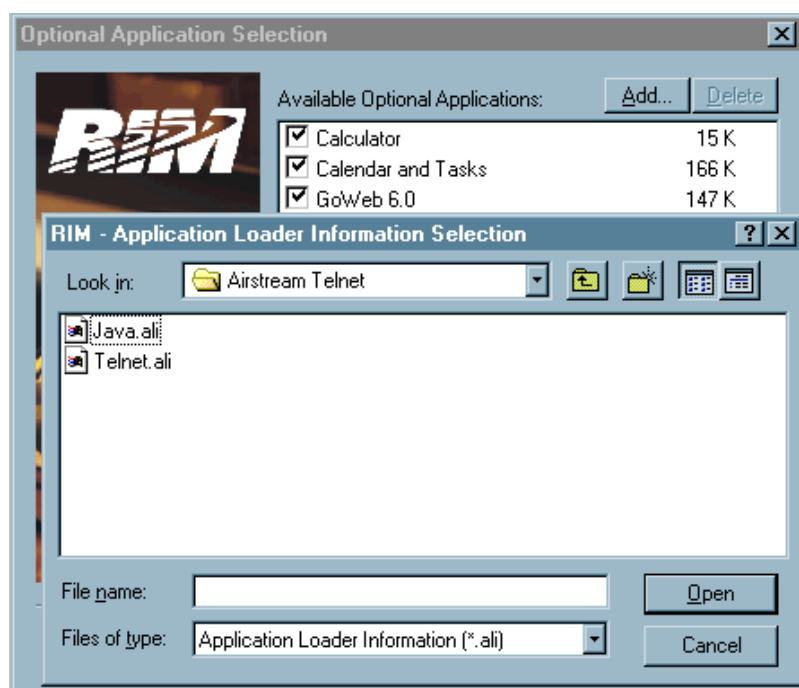 Optional Application Selection
RIM
Available Optional Applications:
Add...
Delete
Calculator 15 K
Calendar and Tasks 166 K
GoWeb 6.0 147 K
RIM - Application Loader Information Selection
Look in: Airstream Telnet
Java.ali
Telnet.ali
File name:
Open
Files of type: Application Loader Information (*.ali)
Cancel